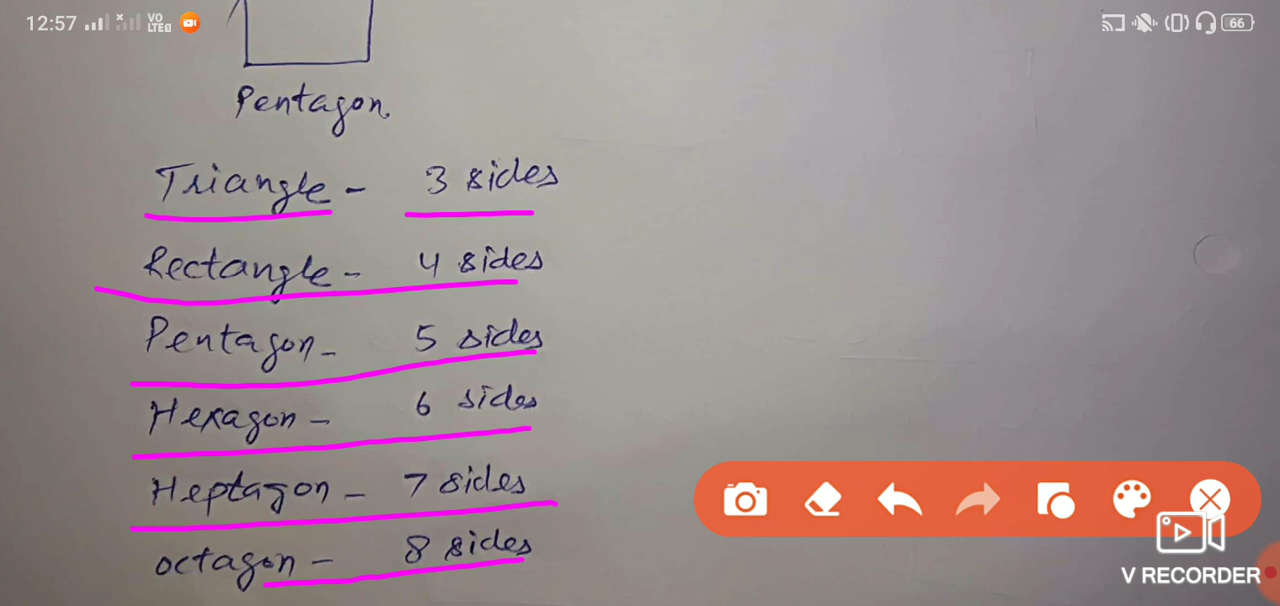 12:57 VO LTE 66
Pentagon.
Triangle - 3 sides
Rectangle - 4 sides
Pentagon - 5 sides
Hexagon - 6 sides
Heptagon - 7 sides
octagon - 8 sides
V RECORDER